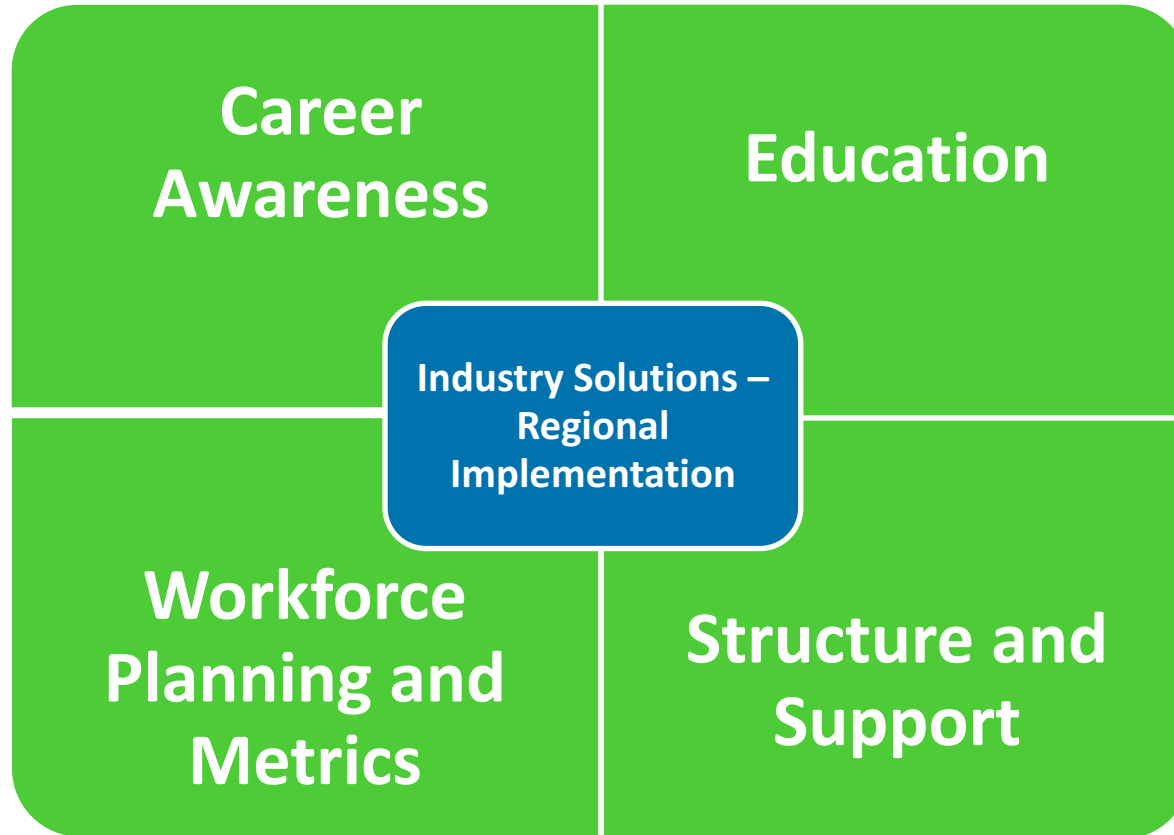 Career
Awareness
Education
Industry Solutions –
Regional
Implementation
Workforce
Planning and
Metrics
Structure and
Support